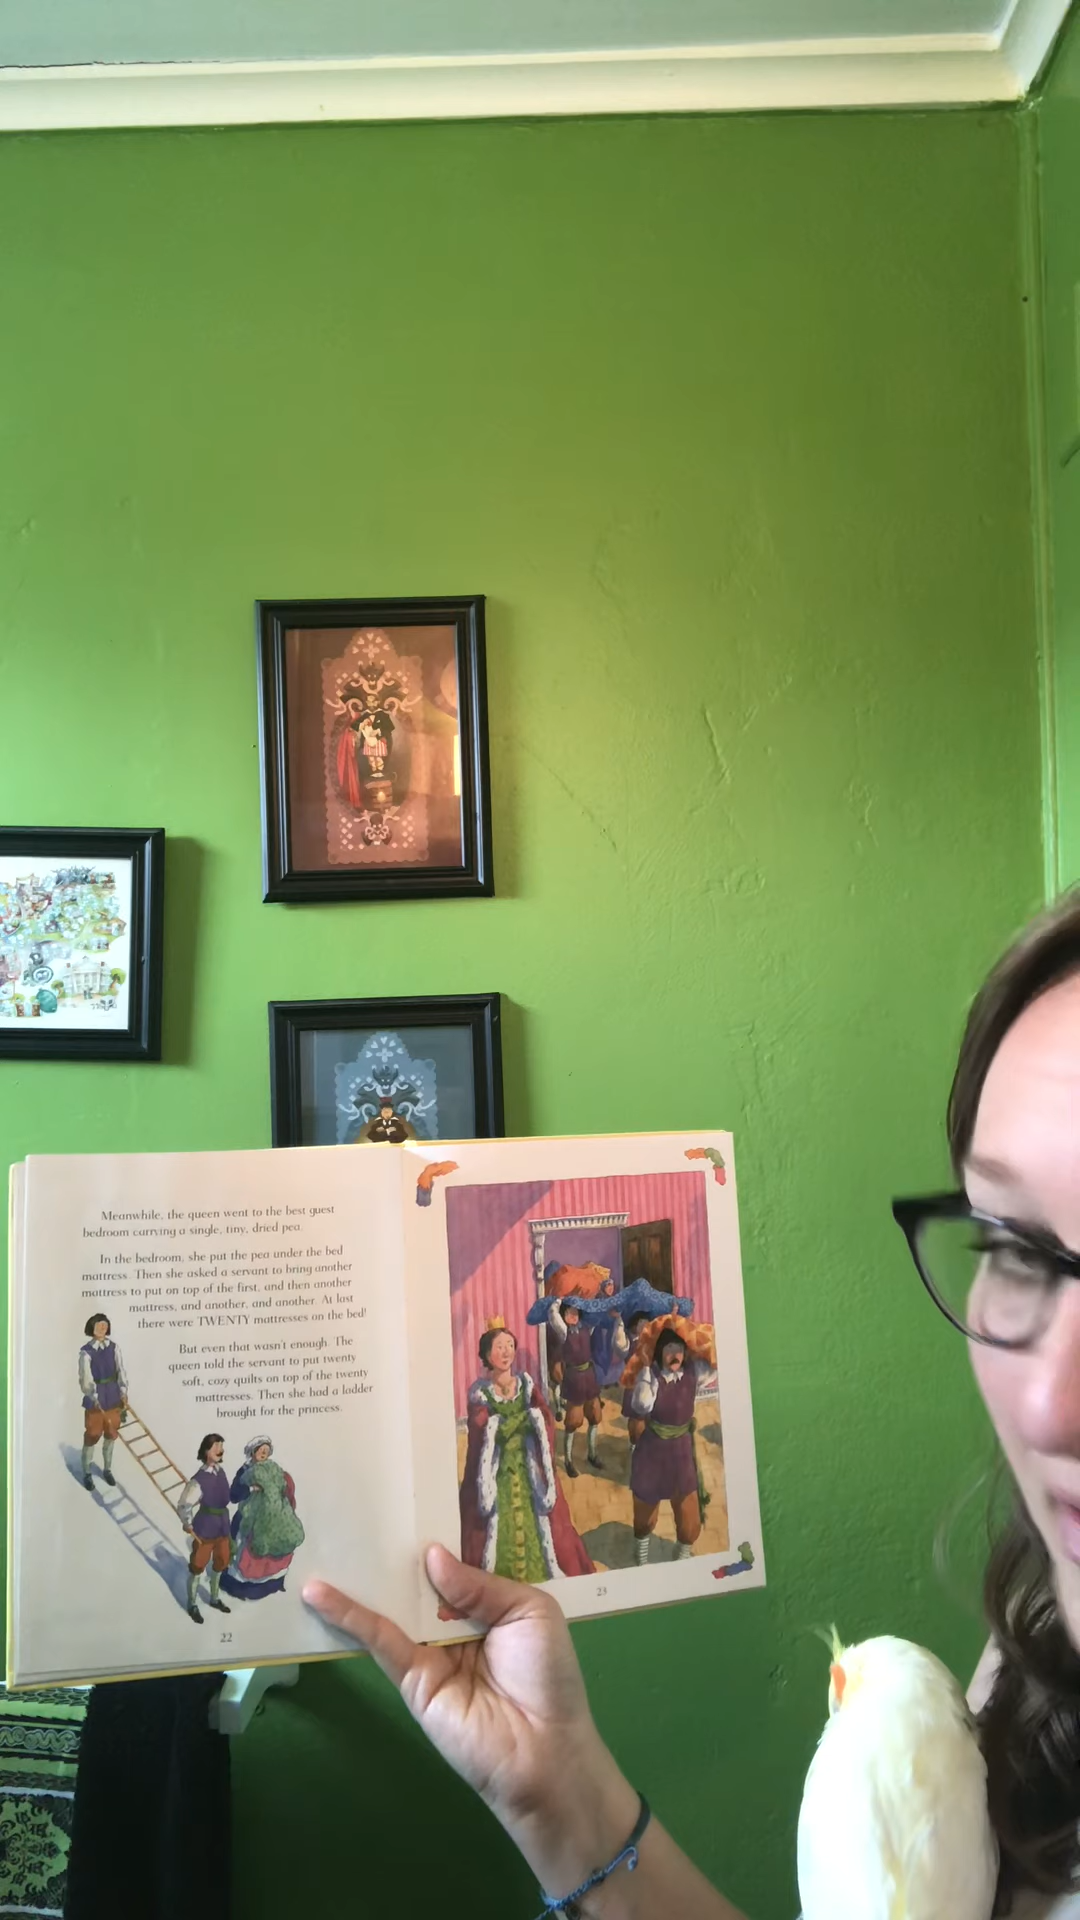 Meanwhile, the queen went to the best guest
bedroom carrying a single, tiny, dried pea.
In the bedroom, she put the pea under the bed
mattress. Then she asked a servant to bring another
mattress to put on top of the first, and then another
mattress, and another, and another. At last
there were TWENTY mattresses on the bed!
But even that wasn't enough. The
queen told the servant to put twenty
soft, cozy quilts on top of the twenty
mattresses. Then she had a ladder
brought for the princess.
22
23